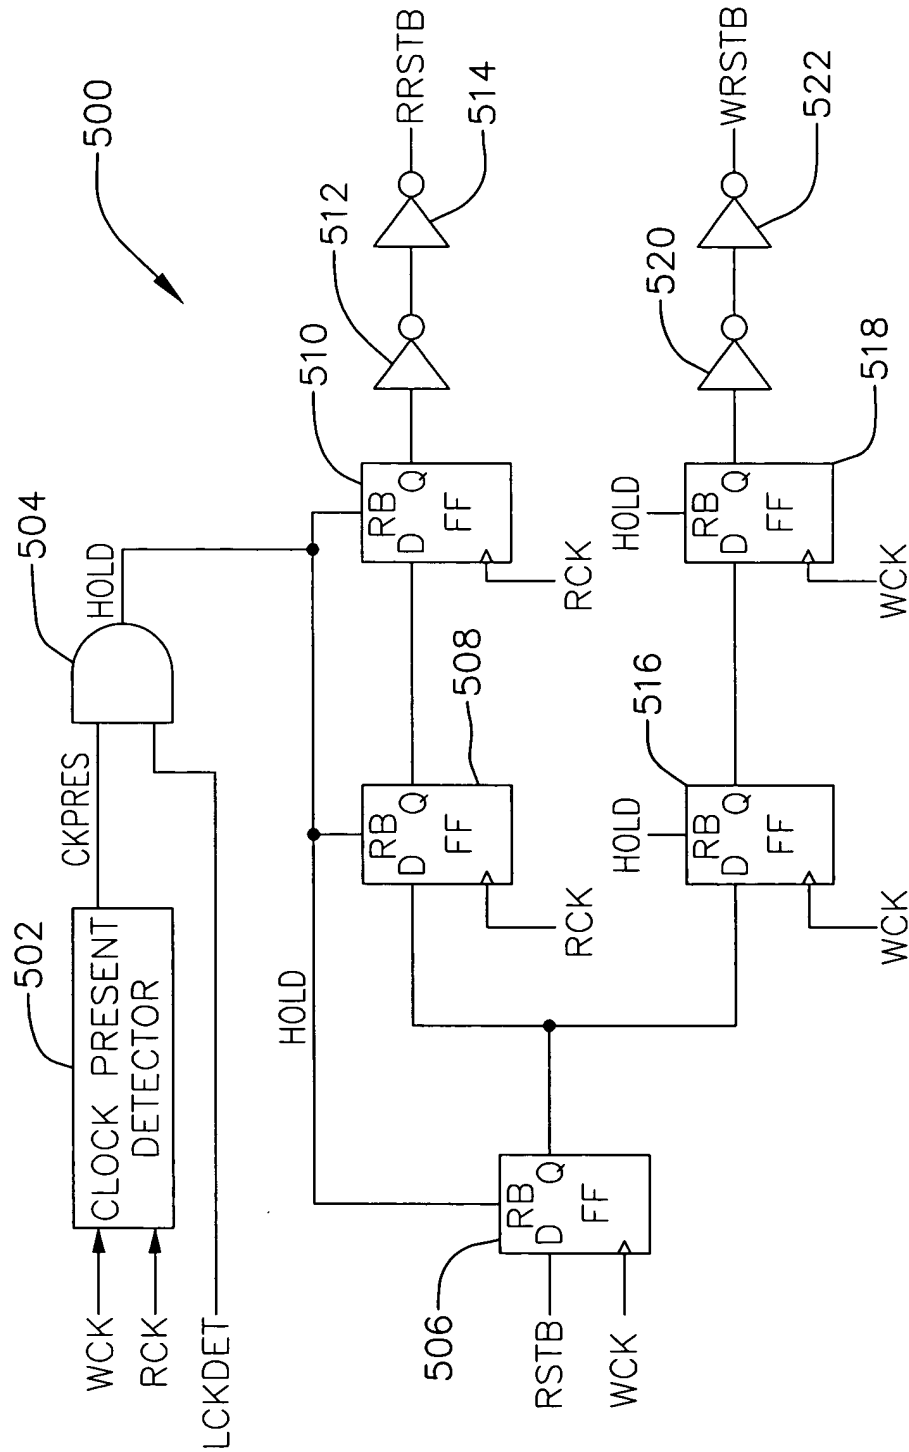 500
502
CLOCK PRESENT
DETECTOR
WCK
RCK
LCKDET
CKPRES
504
HOLD
HOLD
506
RB
D
Q
FF
RSTB
WCK
508
RB
D
Q
FF
RCK
510
RB
D
Q
FF
RCK
512
514
RRSTB
516
HOLD
RB
D
Q
FF
WCK
518
HOLD
RB
D
Q
FF
WCK
520
522
WRSTB